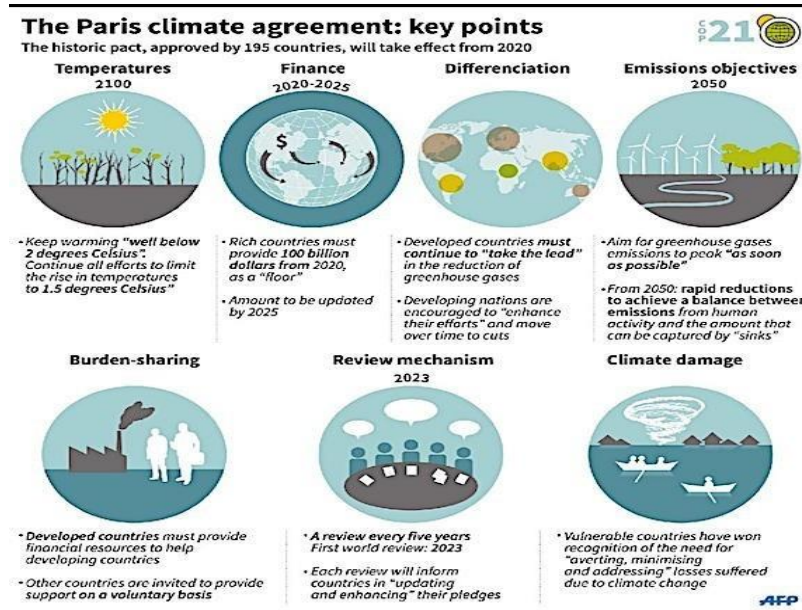 The Paris climate agreement: key points
The historic pact, approved by 195 countries, will take effect from 2020
COP 21
Temperatures
2100
Finance
2020-2025
Differenciation
Emissions objectives
2050
$
• Keep warming "well below
2 degrees Celsius".
Continue all efforts to limit
the rise in temperatures
to 1.5 degrees Celsius"
• Rich countries must
provide 100 billion
dollars from 2020,
as a "floor"
• Amount to be updated
by 2025
• Developed countries must
continue to "take the lead"
in the reduction of
greenhouse gases
• Developing nations are
encouraged to "enhance
their efforts" and move
over time to cuts
• Aim for greenhouse gases
emissions to peak "as soon
as possible"
• From 2050: rapid reductions
to achieve a balance between
emissions from human
activity and the amount that
can be captured by "sinks"
Burden-sharing
Review mechanism
2023
Climate damage
• Developed countries must provide
financial resources to help
developing countries
• Other countries are invited to provide
support on a voluntary basis
• A review every five years
First world review: 2023
• Each review will inform
countries in "updating
and enhancing" their pledges
• Vulnerable countries have won
recognition of the need for
"averting, minimising
and addressing" losses suffered
due to climate change
AFP